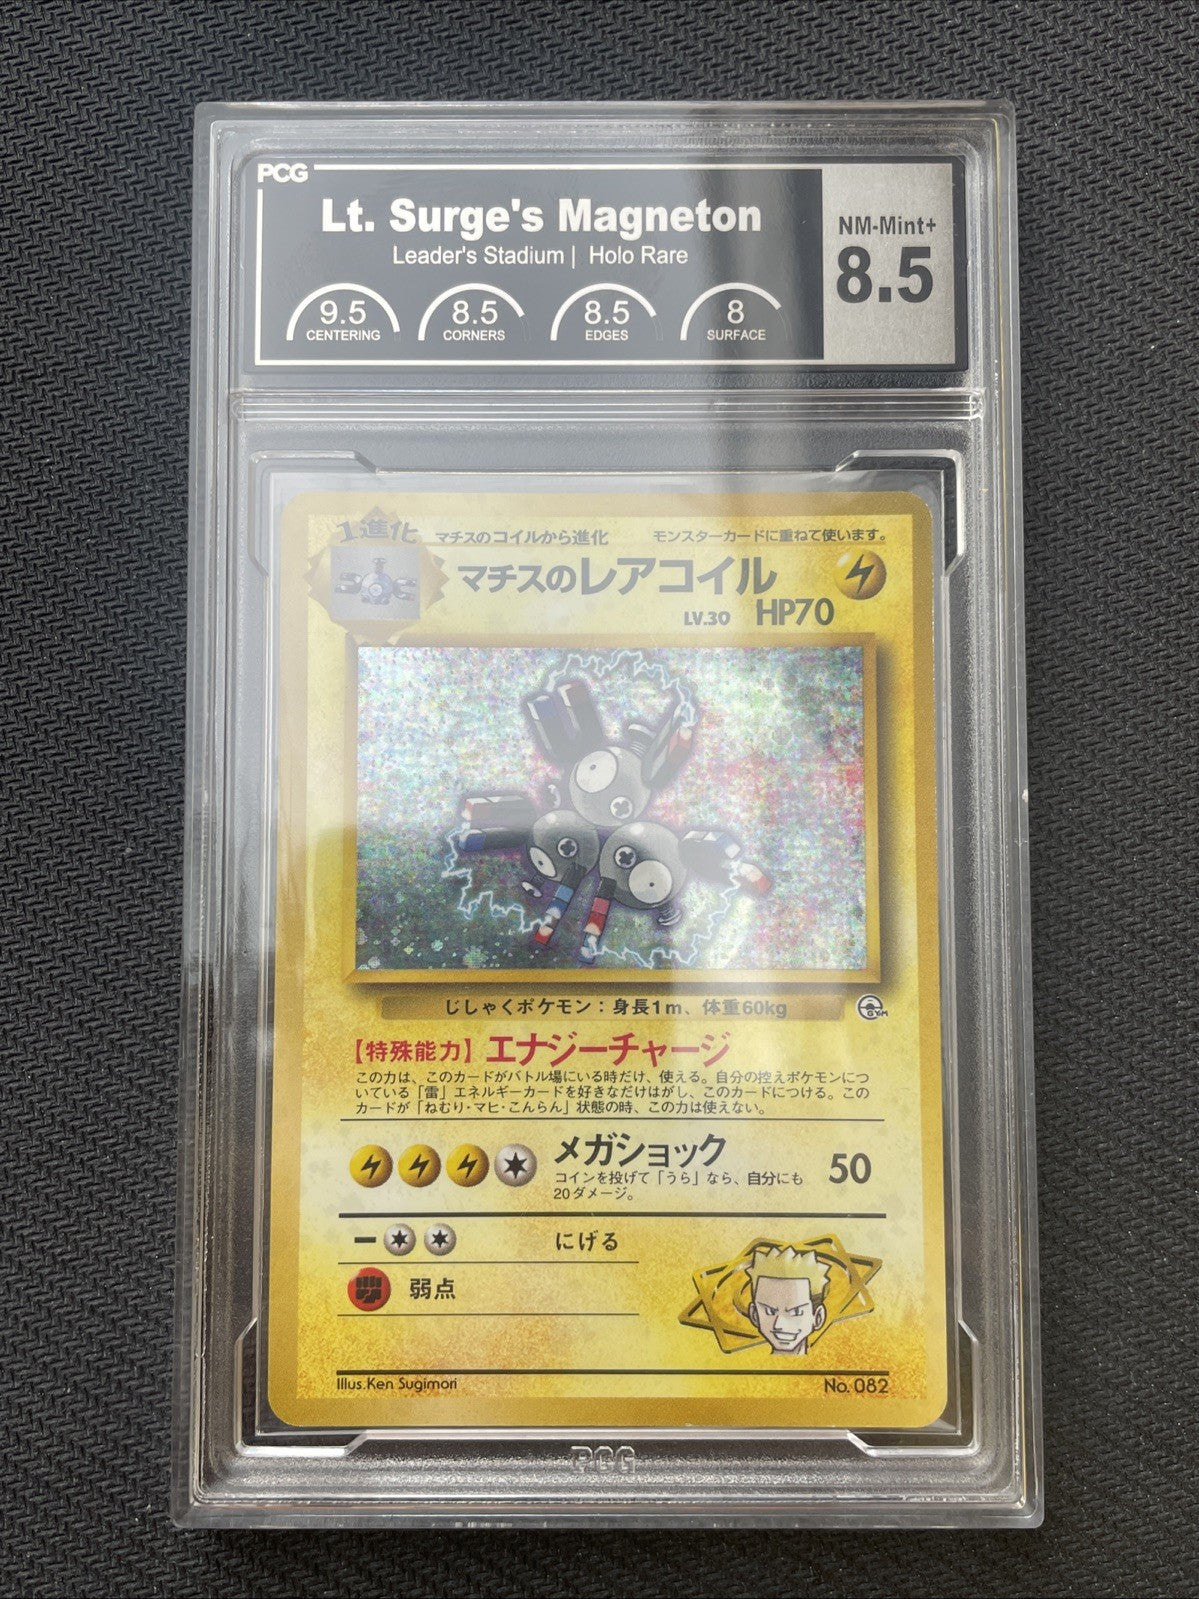 PCG
Lt. Surge's Magneton
Leader's Stadium | Holo Rare
NM-Mint+
8.5
9.5
CENTERING
8.5
CORNERS
8.5
EDGES
8
SURFACE
1進化
マチスのコイルから進化
モンスターカードに重ねて使います。
マチスのレアコイル
LV.30 HP70
じしゃくポケモン：身長1m、体重60kg
GYM
【特殊能力】エナジーチャージ
この力は、このカードがバトル場にいる時だけ、使える。自分の控えポケモンにつ
いている「雷」エネルギーカードを好きなだけはがし、このカードにつける。この
カードが「ねむり・マヒ・こんらん」状態の時、この力は使えない。
メガショック
コインを投げて「うら」なら、自分にも
20ダメージ。
50
にげる
弱点
Illus.Ken Sugimori
No. 082
PCG